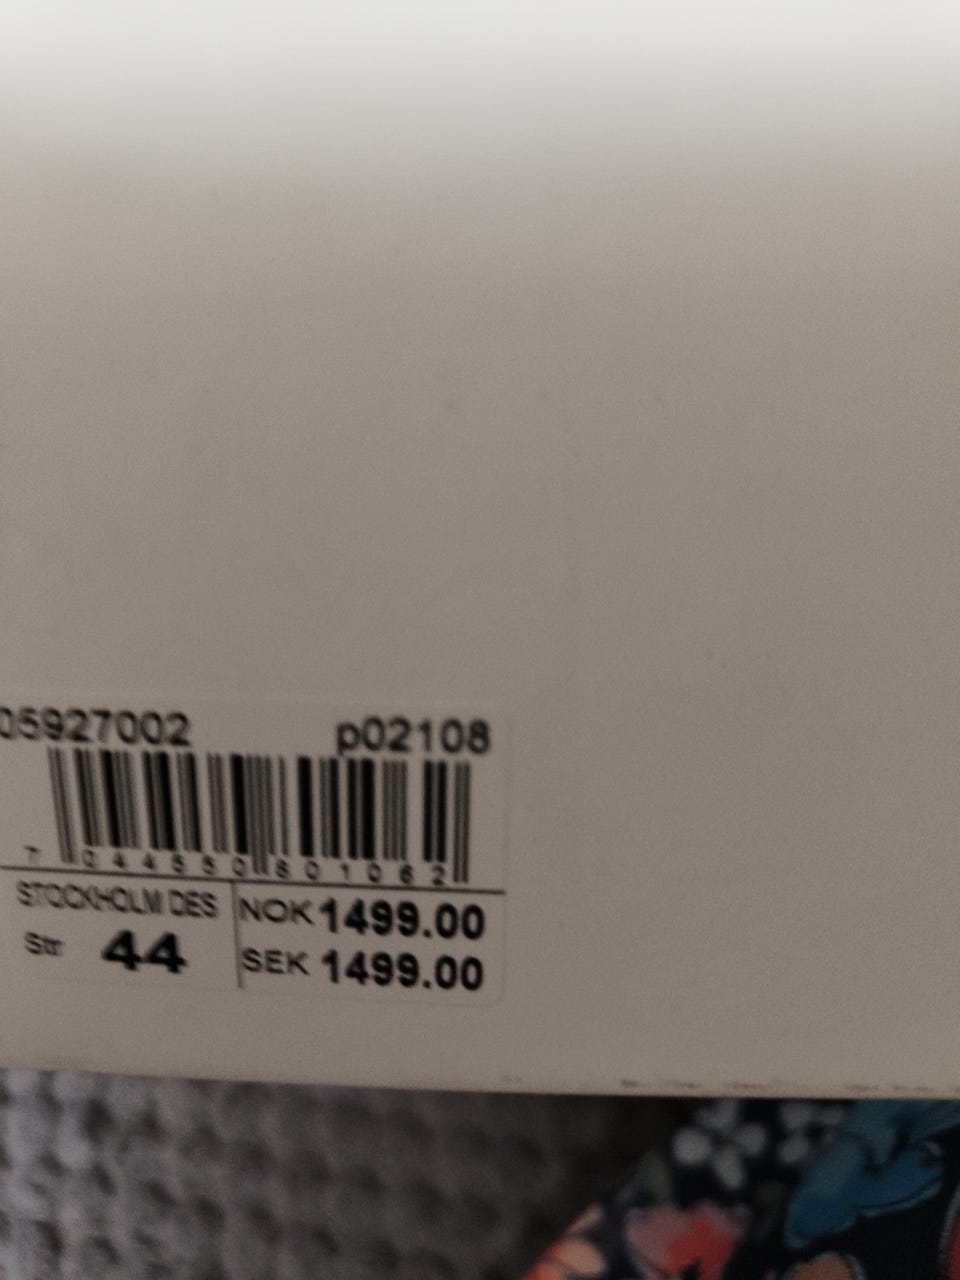 05927002 p02108
7 044550 801062
STOCKHOLM DES
Str 44
NOK 1499.00
SEK 1499.00